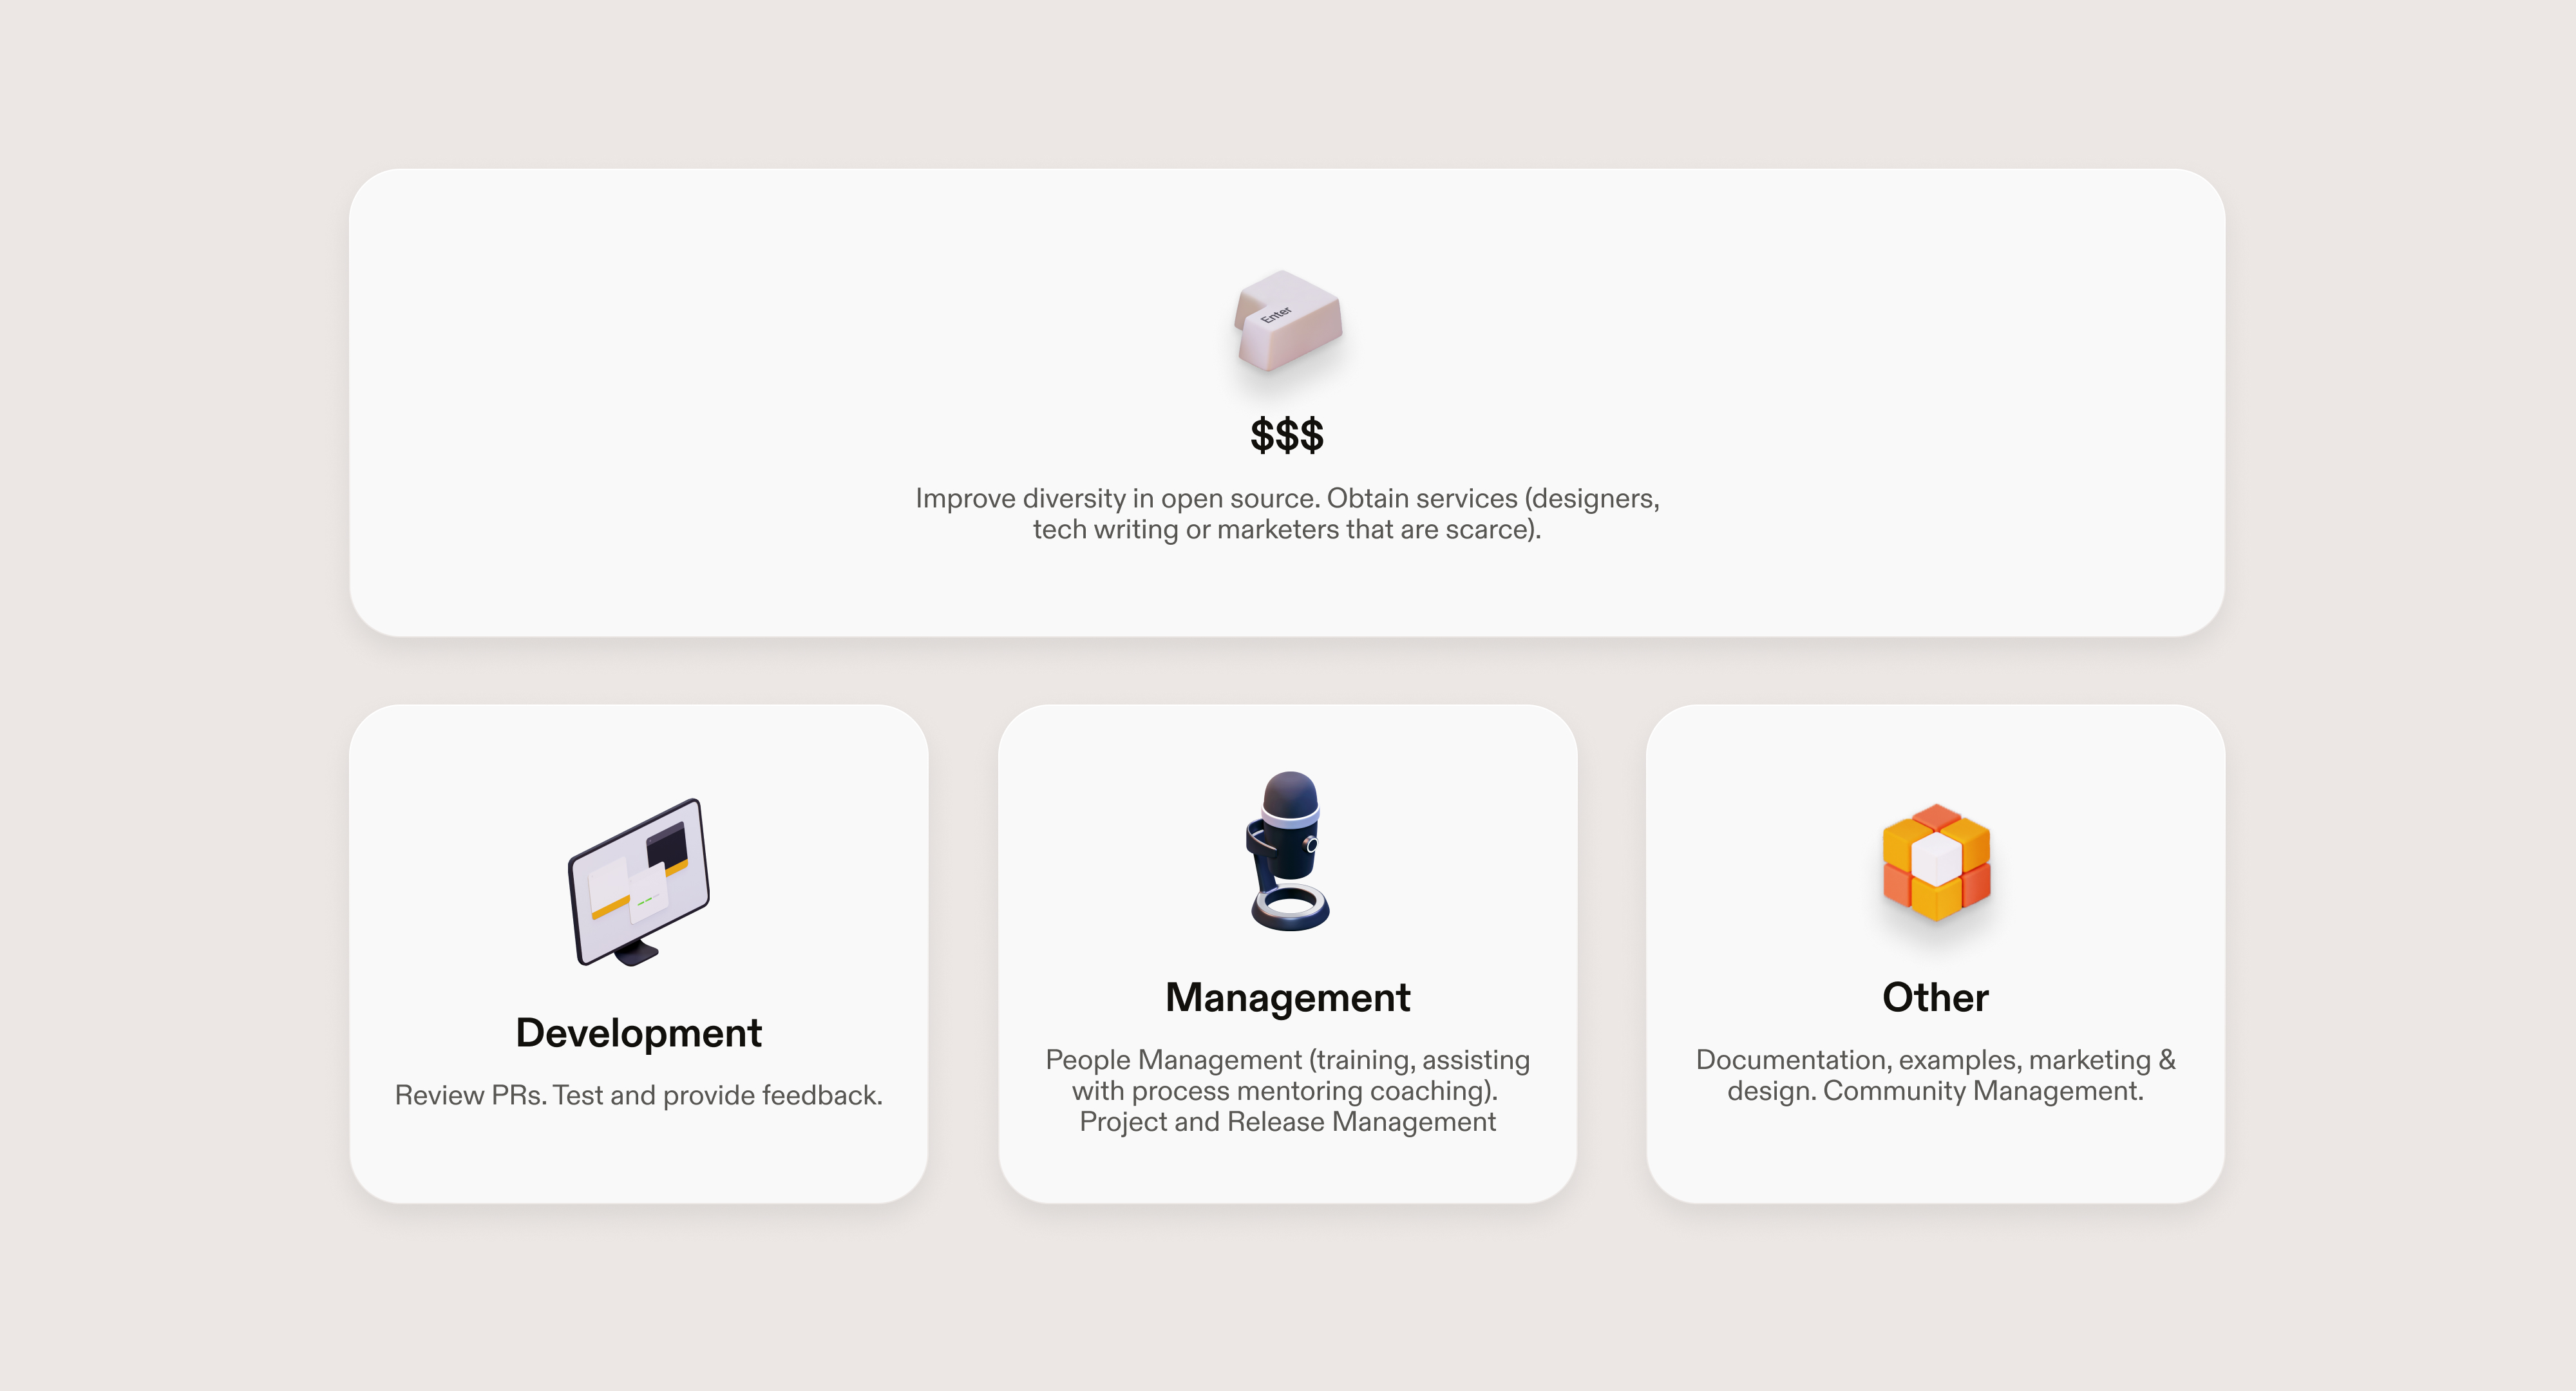 Enter
$$$
Improve diversity in open source. Obtain services (designers,
tech writing or marketers that are scarce).
Development
Review PRs. Test and provide feedback.
Management
People Management (training, assisting
with process mentoring coaching).
Project and Release Management
Other
Documentation, examples, marketing &
design. Community Management.